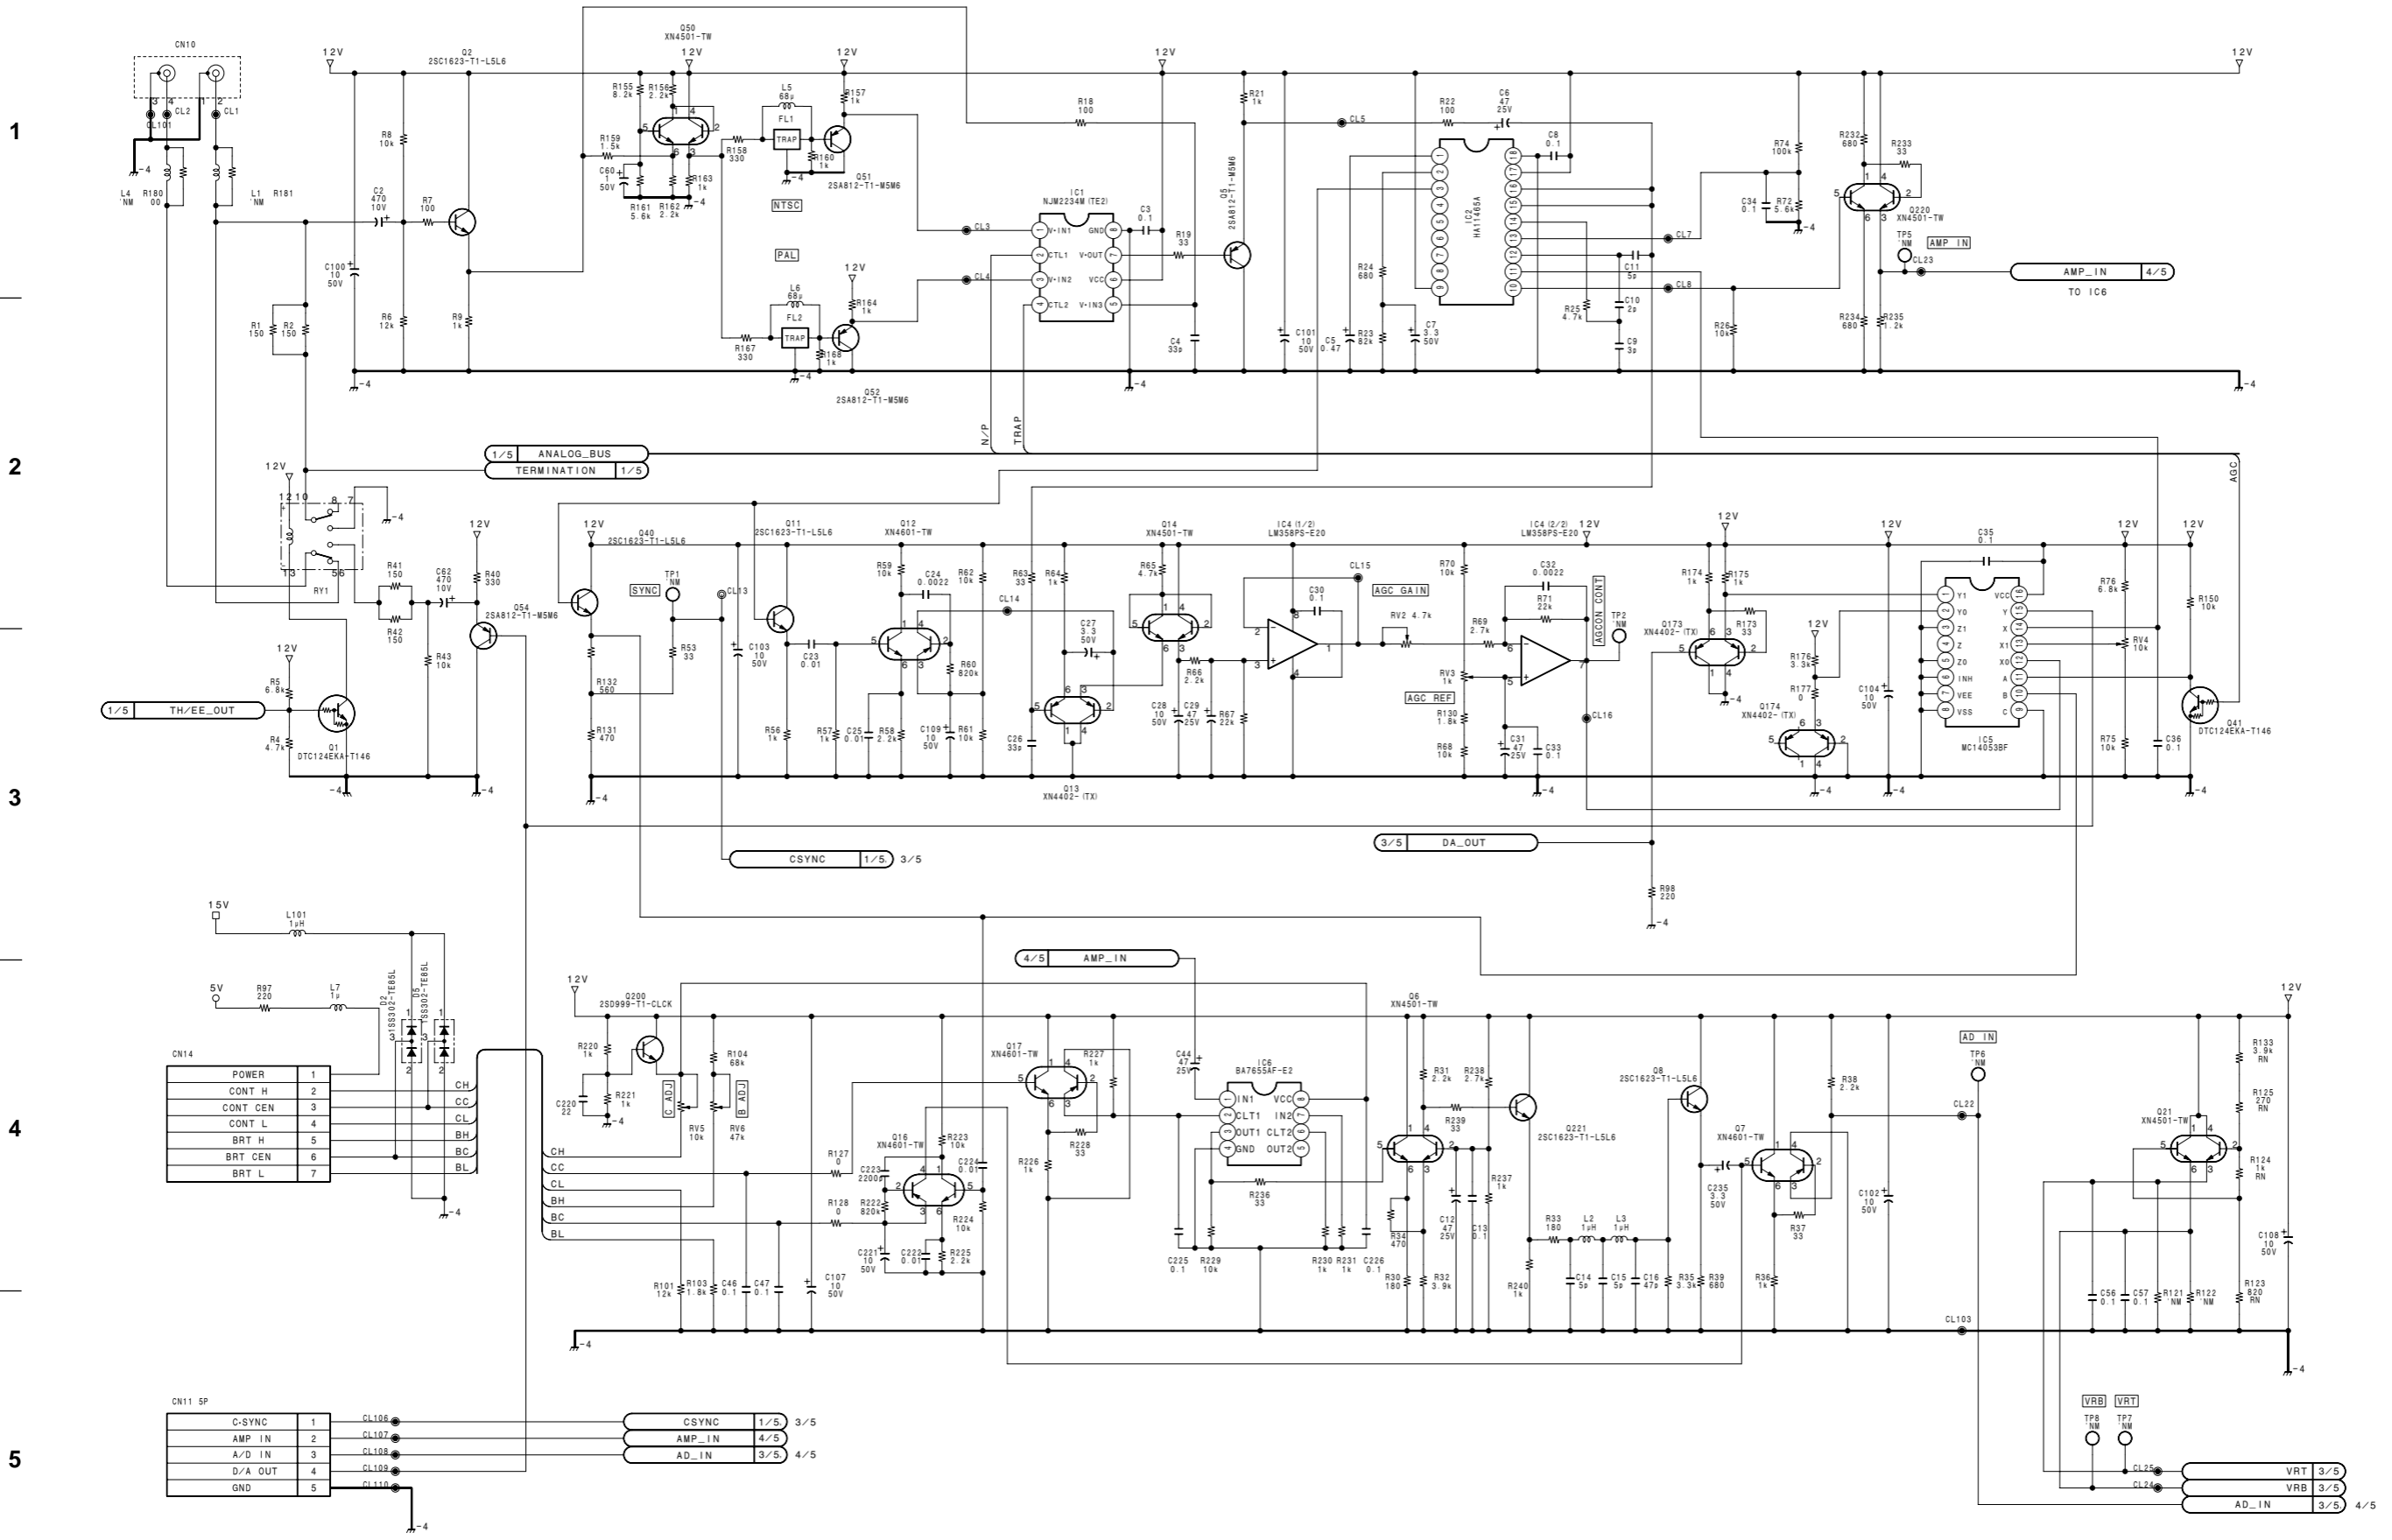 1
2
3
4
5
CN10
3 4 1 2
CL101
CL2
CL1
-4
L4
'NM
R180
00
L1
'NM
R181
R1
150
R2
150
12V
C100
10
50V
C2
470
10V
R8
10k
R6
12k
R7
100
Q2
2SC1623-T1-L5L6
R9
1k
Q50
XN4501-TW
12V
R155
8.2k
R156
2.2k
R159
1.5k
C60
1
50V
R161
5.6k
R162
2.2k
R163
1k
R158
330
L5
68μ
FL1
TRAP
R160
1k
R157
1k
12V
Q51
2SA812-T1-M5M6
NTSC
PAL
R167
330
L6
68μ
FL2
TRAP
R168
1k
R164
1k
12V
Q52
2SA812-T1-M5M6
CL3
CL4
IC1
NJM2234M (TE2)
V-IN1
CTL1
V-IN2
CTL2
GND
V-OUT
VCC
V-IN3
C3
0.1
R18
100
C4
33p
12V
R19
33
Q5
2SA812-T1-M5M6
R21
1k
CL5
R22
100
C6
47
25V
C101
10
50V
C5
0.47
R24
680
R23
82k
C7
3.3
50V
IC2
HA11465A
C8
0.1
R25
4.7k
C11
5p
C10
2p
C9
3p
CL7
CL8
R26
10k
R74
100k
C34
0.1
R72
5.6k
R232
680
R233
33
Q220
XN4501-TW
R234
680
R235
1.2k
TP5
'NM
AMP IN
CL23
AMP_IN 4/5
TO IC6
12V
1/5 ANALOG_BUS
TERMINATION 1/5
N/P
TRAP
AGC
12V
RY1
R41
150
R42
150
C62
470
10V
R40
330
12V
Q54
2SA812-T1-M5M6
R43
10k
12V
R5
6.8k
1/5 TH/EE_OUT
R4
4.7k
Q1
DTC124EKA-T146
Q40
2SC1623-T1-L5L6
12V
R132
560
R131
470
SYNC
TP1
'NM
CL13
R53
33
C103
10
50V
Q11
2SC1623-T1-L5L6
R56
1k
C23
0.01
R57
1k
C25
0.01
R58
2.2k
Q12
XN4601-TW
R59
10k
C24
0.0022
R62
10k
R60
820k
C109
10
50V
R61
10k
CL14
R63
33
R64
1k
C27
3.3
50V
C26
33p
Q13
XN4402-(TX)
Q14
XN4501-TW
R65
4.7k
C28
10
50V
R66
2.2k
C29
47
25V
R67
22k
IC4 (1/2)
LM358PS-E20
C30
0.1
CL15
AGC GAIN
RV2 4.7k
R70
10k
RV3
1k
AGC REF
R130
1.8k
R68
10k
R69
2.7k
C31
47
25V
C33
0.1
IC4 (2/2)
LM358PS-E20
12V
C32
0.0022
R71
22k
AGCON CONT
TP2
'NM
CL16
R174
1k
R175
1k
Q173
XN4402-(TX)
R173
33
12V
R176
3.3k
R177
0
Q174
XN4402-(TX)
12V
C104
10
50V
C35
0.1
IC5
MC14053BF
Y1
Y0
Z1
Z
Z0
INH
VEE
VSS
VCC
Y
X
X1
X0
A
B
C
12V
R76
6.8k
RV4
10k
R75
10k
C36
0.1
R150
10k
Q41
DTC124EKA-T146
CSYNC 1/5. 3/5
3/5 DA_OUT
R98
220
15V
L101
1μH
5V
R97
220
L7
1μ
D2
1SS302-TE85L
D5
1SS302-TE85L
CN14
POWER 1
CONT H 2
CONT CEN 3
CONT L 4
BRT H 5
BRT CEN 6
BRT L 7
CH
CC
CL
BH
BC
BL
CH
CC
CL
BH
BC
BL
12V
Q200
2SD999-T1-CLCK
R220
1k
C220
22
R221
1k
C ADJ
RV5
10k
R104
68k
B ADJ
RV6
47k
R101
12k
R103
1.8k
C46
0.1
C47
0.1
C107
10
50V
R127
0
R128
0
Q16
XN4601-TW
R223
10k
C223
2200p
R222
820k
C224
0.01
R224
10k
C221
10
50V
C222
0.01
R225
2.2k
4/5 AMP_IN
Q17
XN4601-TW
R227
1k
R228
33
R226
1k
C44
47
25V
IC6
BA7655AF-E2
IN1
CLT1
OUT1
GND
VCC
IN2
CLT2
OUT2
R236
33
C225
0.1
R229
10k
R230
1k
R231
1k
C226
0.1
Q6
XN4501-TW
R31
2.2k
R238
2.7k
R239
33
R237
1k
R34
470
C12
47
25V
C13
0.1
R30
180
R32
3.9k
Q221
2SC1623-T1-L5L6
R240
1k
R33
180
L2
1μH
L3
1μH
C14
5p
C15
5p
C16
47p
R35
3.3k
R39
680
Q8
2SC1623-T1-L5L6
C235
3.3
50V
Q7
XN4601-TW
R38
2.2k
R37
33
R36
1k
C102
10
50V
AD IN
TP6
'NM
CL22
CL103
Q21
XN4501-TW
12V
R133
3.9k
RN
R125
270
RN
R124
1k
RN
R123
820
RN
C108
10
50V
C56
0.1
C57
0.1
R121
'NM
R122
'NM
CN11 5P
C-SYNC 1 CL106 CSYNC 1/5. 3/5
AMP IN 2 CL107 AMP_IN 4/5
A/D IN 3 CL108 AD_IN 3/5. 4/5
D/A OUT 4 CL109
GND 5 CL110
-4
VRB
VRT
TP8
'NM
TP7
'NM
CL25 VRT 3/5
CL24 VRB 3/5
AD_IN 3/5. 4/5